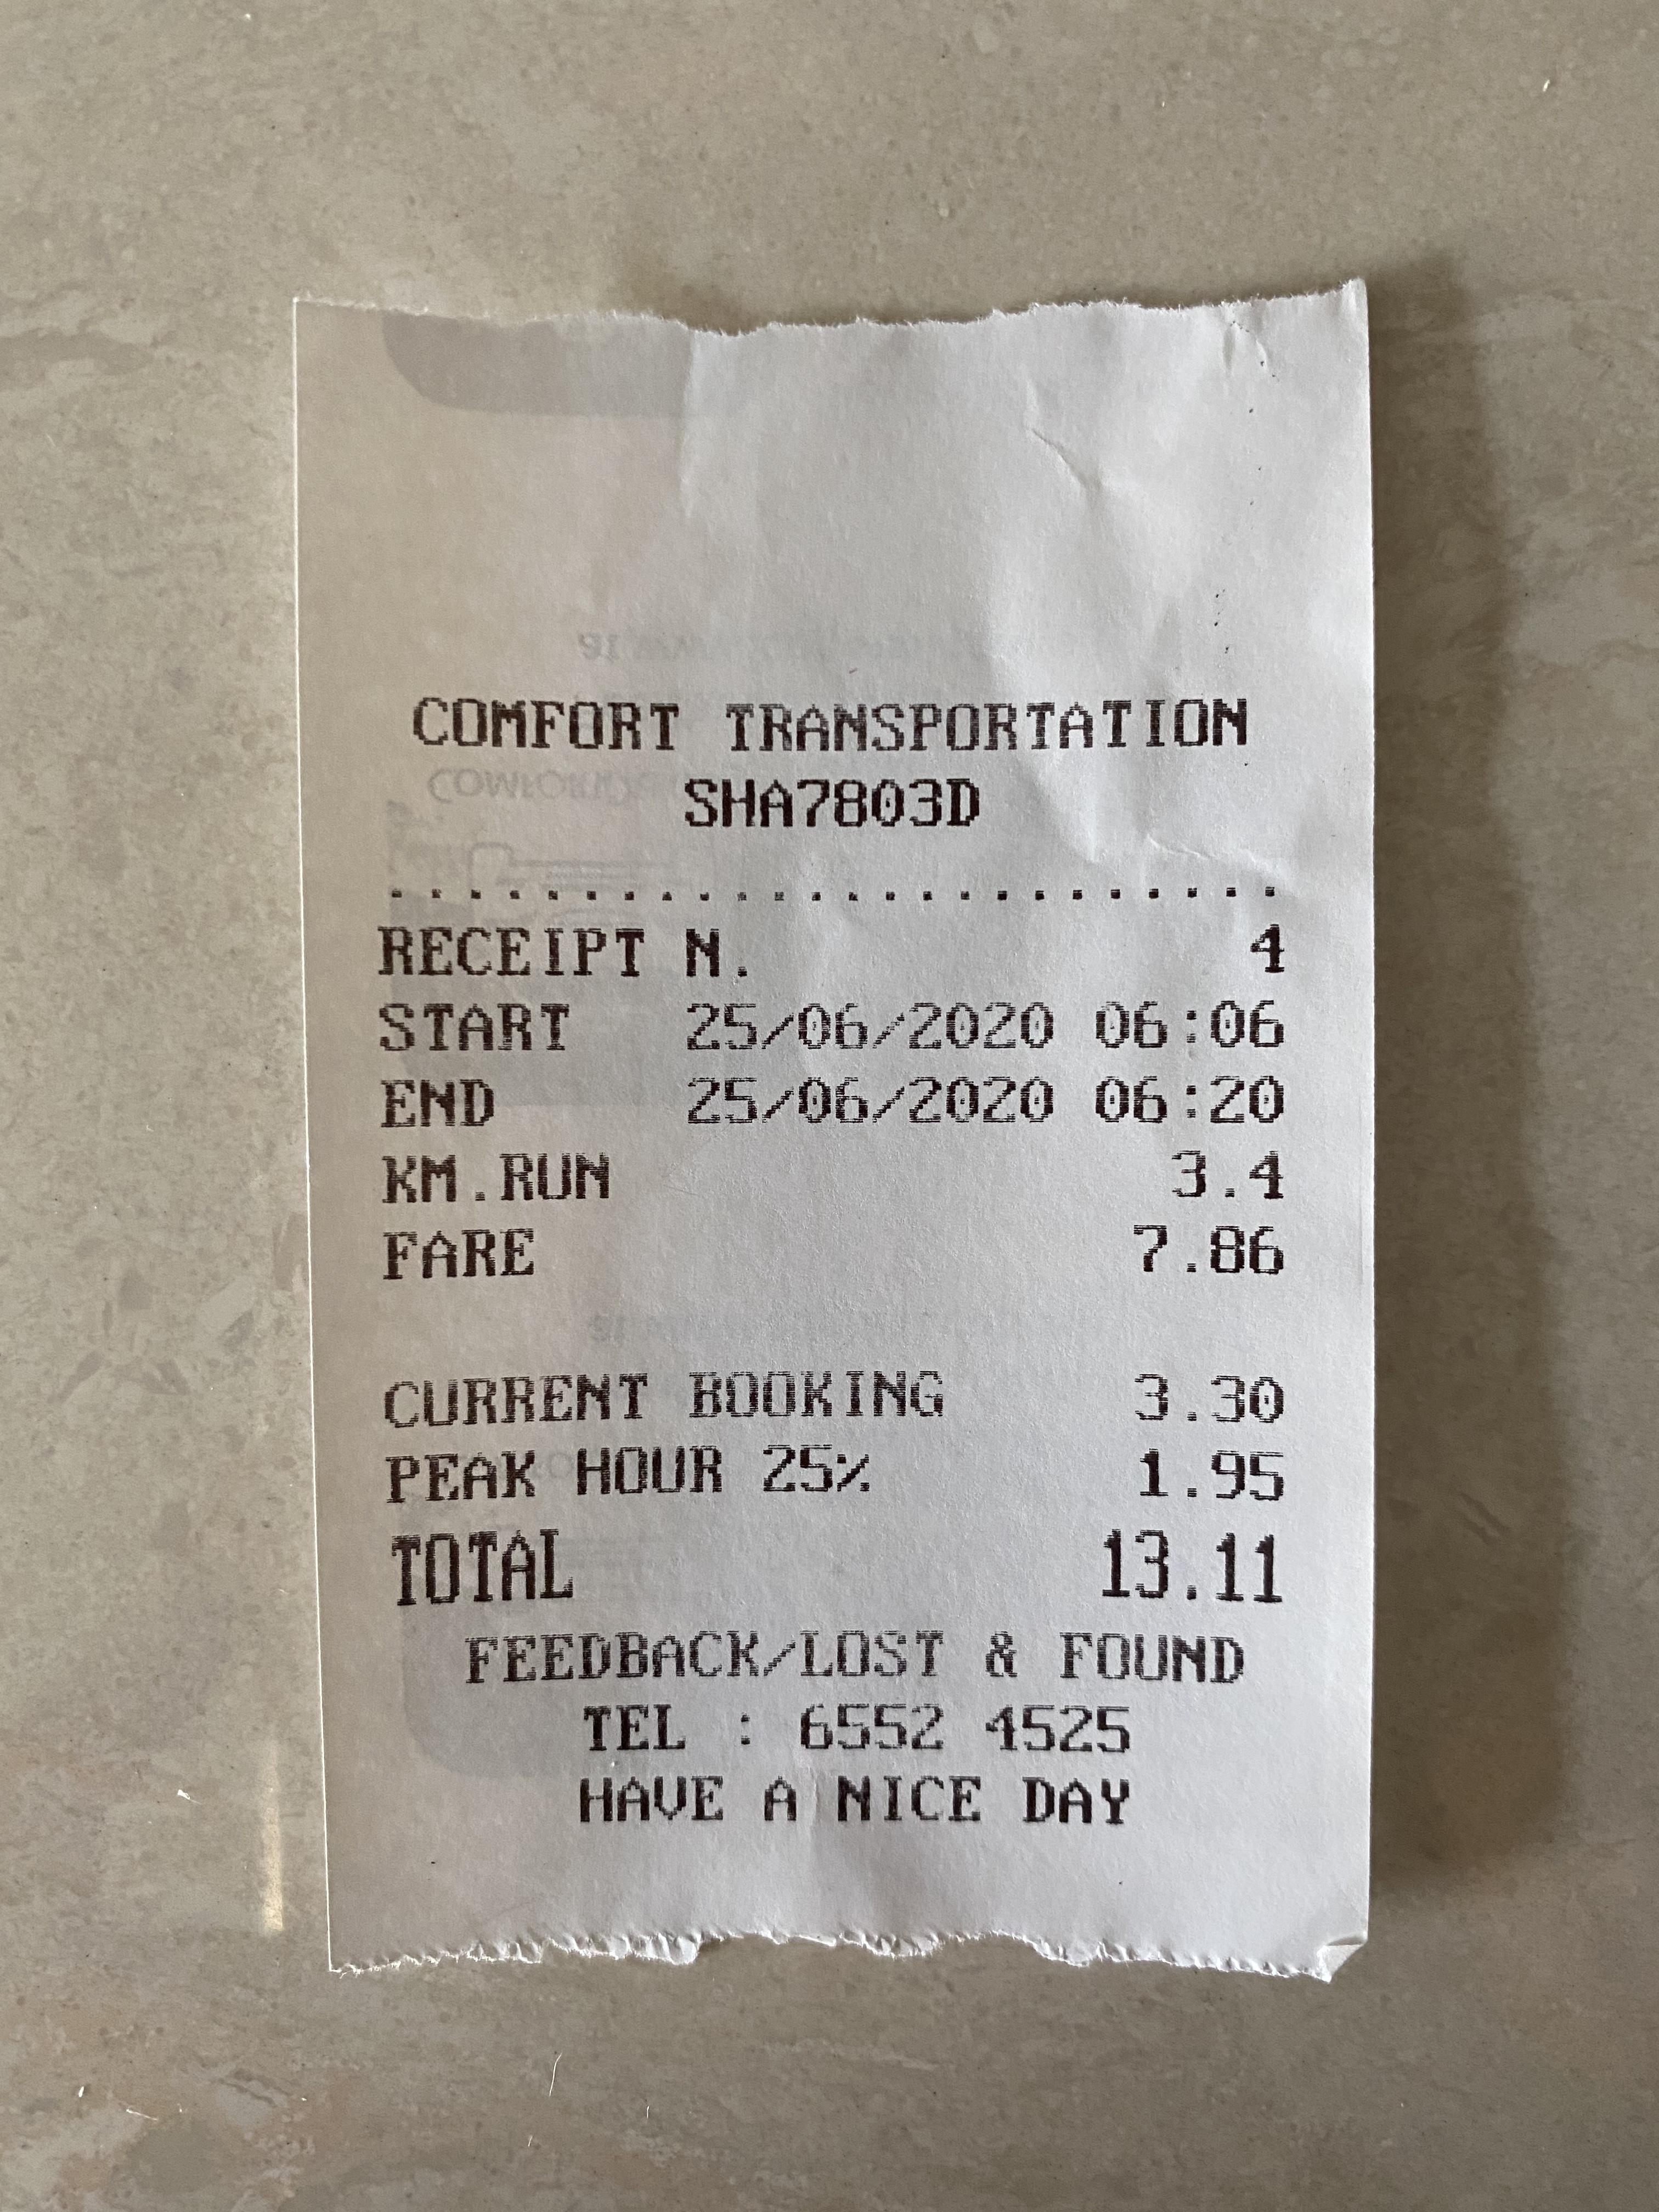 COMFORT TRANSPORTATION
SHA7803D
.........................
RECEIPT N. 4
START 25/06/2020 06:06
END 25/06/2020 06:20
KM.RUN 3.4
FARE 7.86
CURRENT BOOKING 3.30
PEAK HOUR 25% 1.95
TOTAL 13.11
FEEDBACK/LOST & FOUND
TEL : 6552 4525
HAVE A NICE DAY